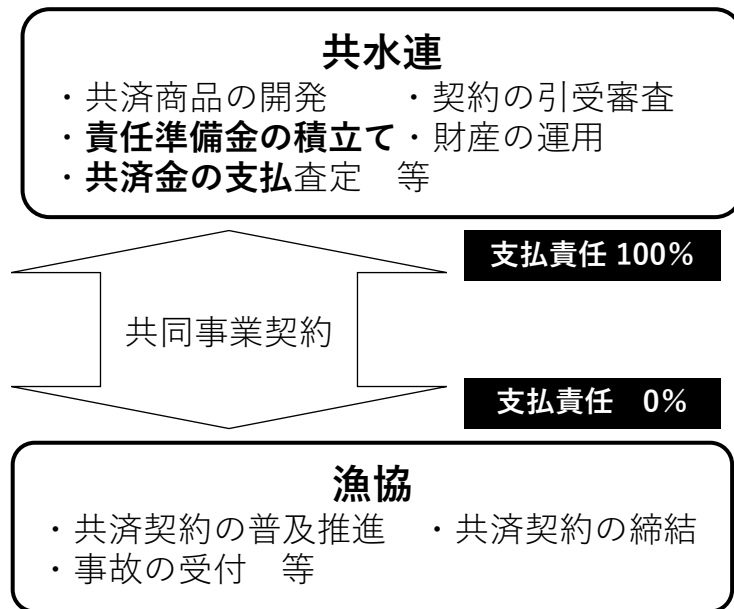 共水連
・共済商品の開発　・契約の引受審査
・責任準備金の積立て・財産の運用
・共済金の支払査定　等
支払責任 100%
共同事業契約
支払責任　0%
漁協
・共済契約の普及推進　・共済契約の締結
・事故の受付　等